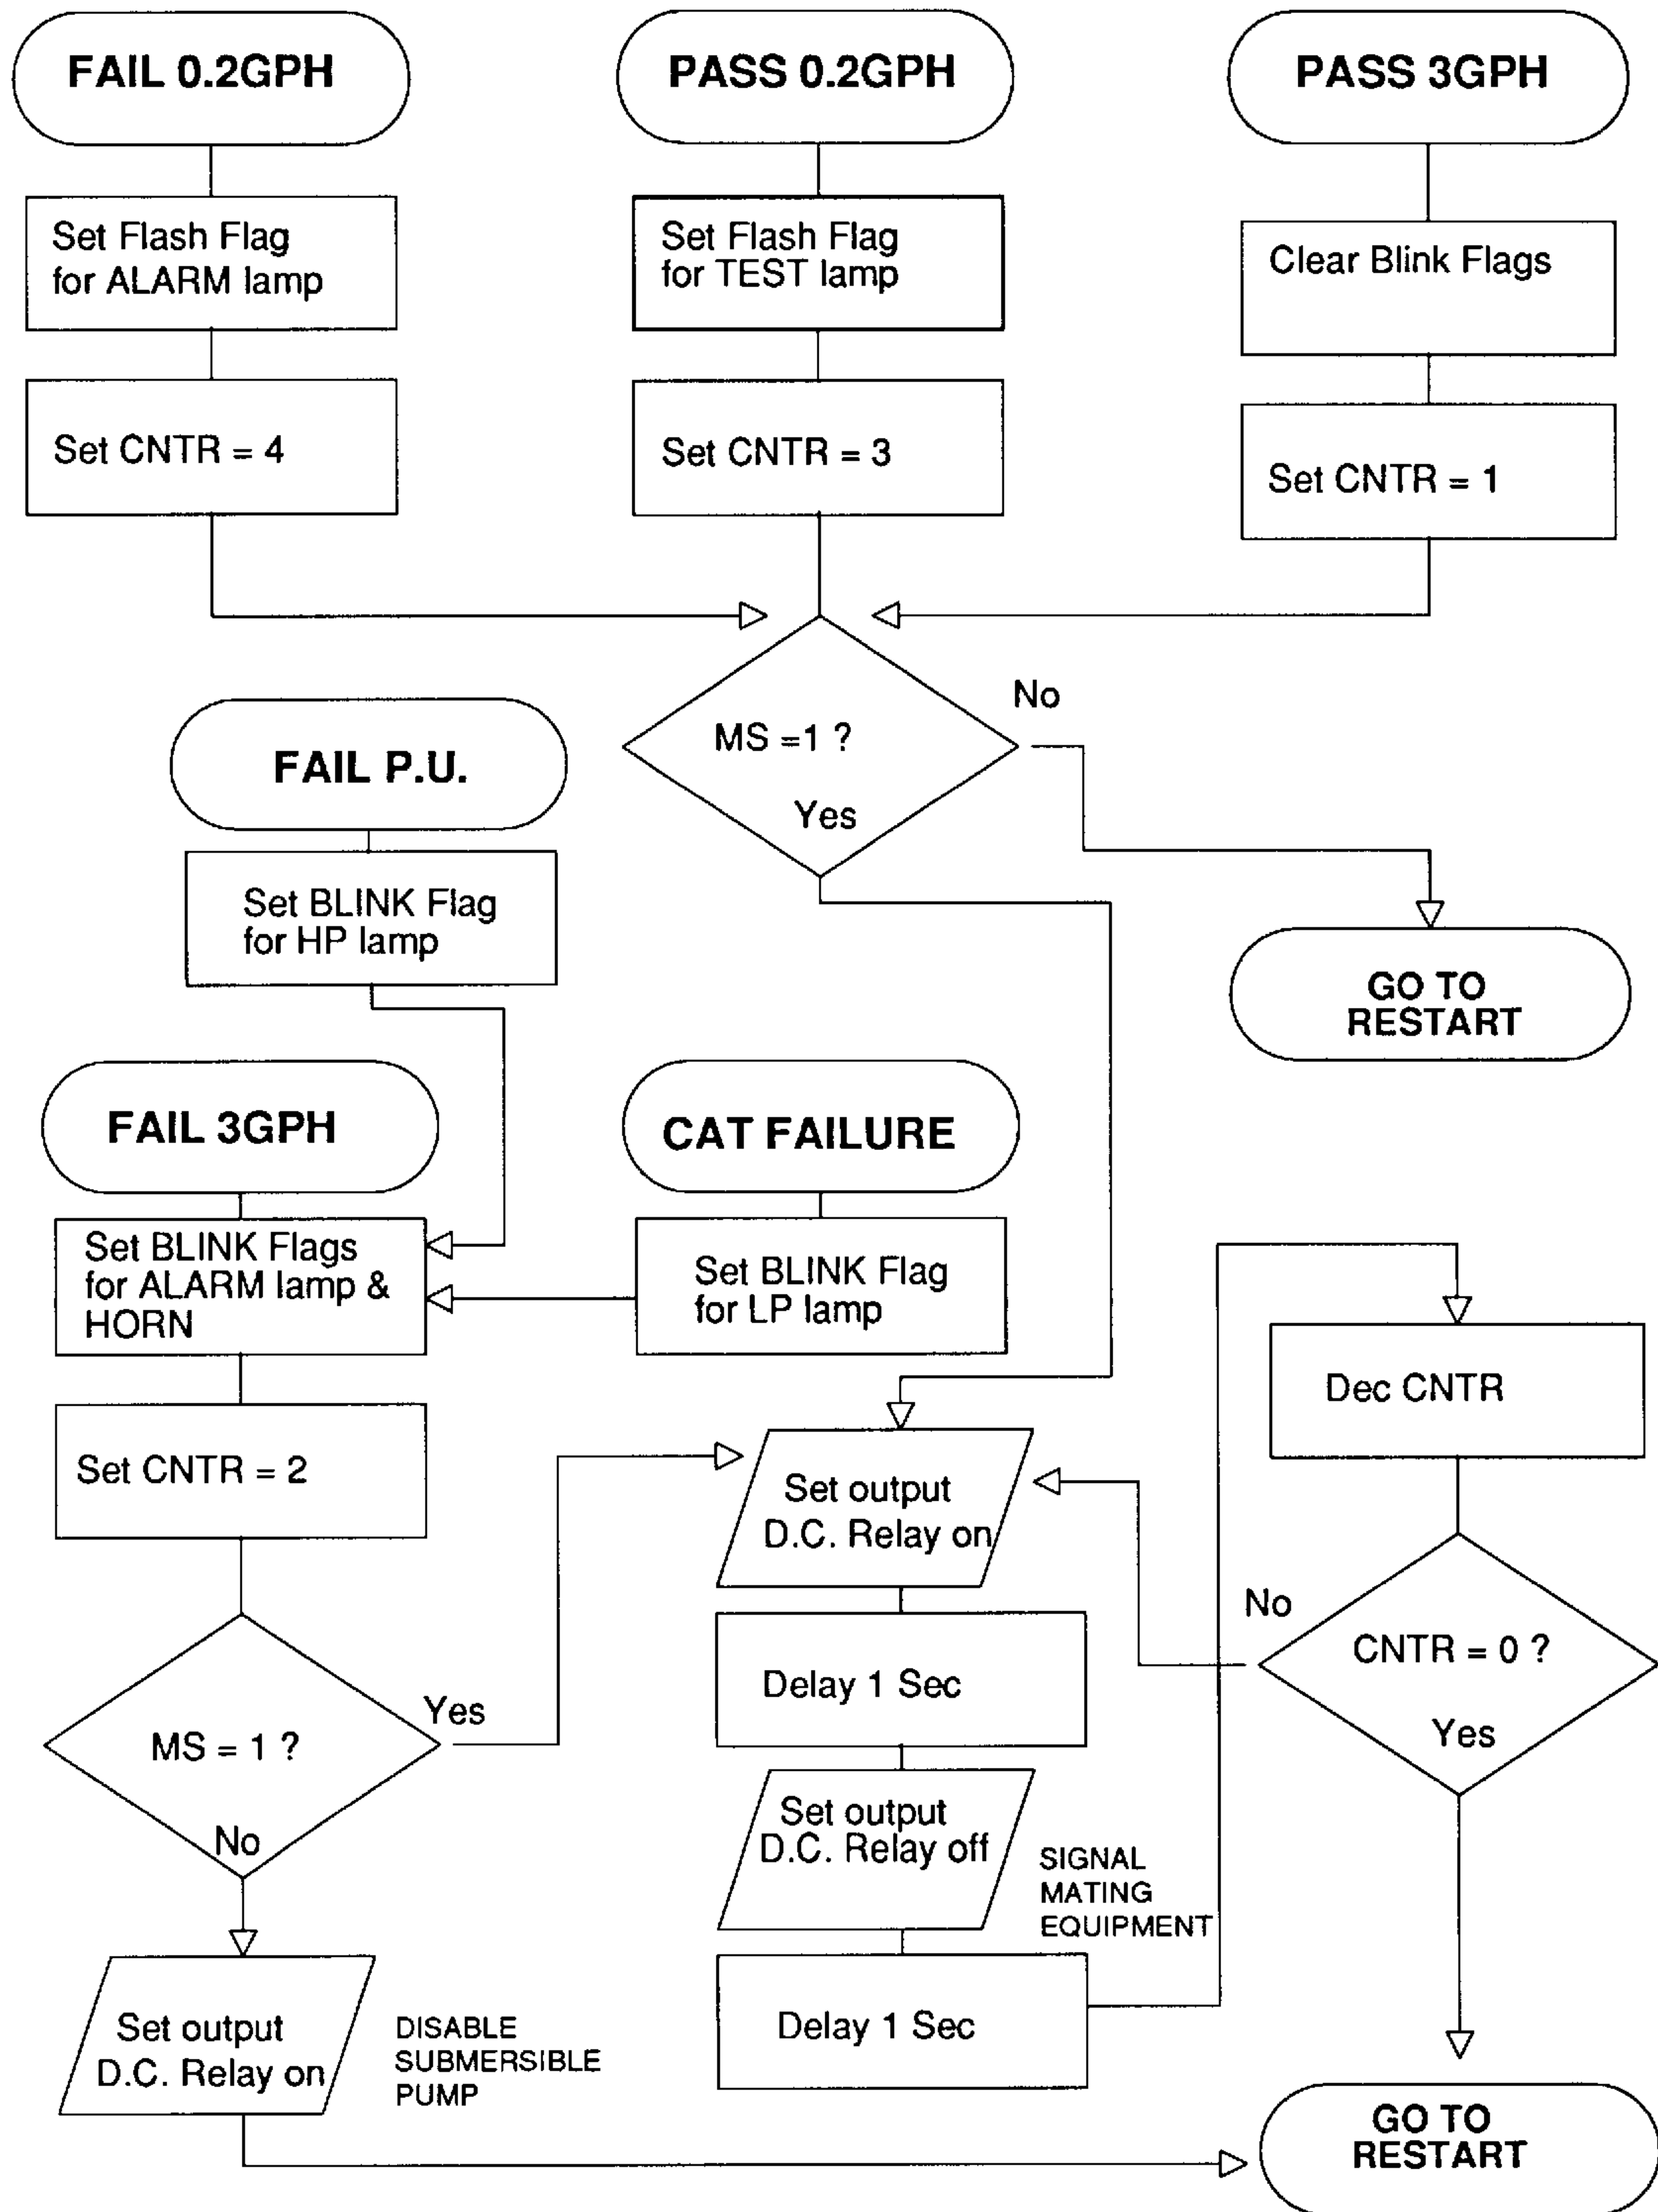 FAIL 0.2GPH
PASS 0.2GPH
PASS 3GPH
Set Flash Flag
for ALARM lamp
Set Flash Flag
for TEST lamp
Clear Blink Flags
Set CNTR = 4
Set CNTR = 3
Set CNTR = 1
MS =1 ?
No
Yes
FAIL P.U.
Set BLINK Flag
for HP lamp
GO TO
RESTART
FAIL 3GPH
CAT FAILURE
Set BLINK Flags
for ALARM lamp &
HORN
Set BLINK Flag
for LP lamp
Dec CNTR
Set CNTR = 2
Set output
D.C. Relay on
No
CNTR = 0 ?
Yes
Delay 1 Sec
MS = 1 ?
Yes
No
Set output
D.C. Relay off
SIGNAL
MATING
EQUIPMENT
Delay 1 Sec
Set output
D.C. Relay on
DISABLE
SUBMERSIBLE
PUMP
GO TO
RESTART